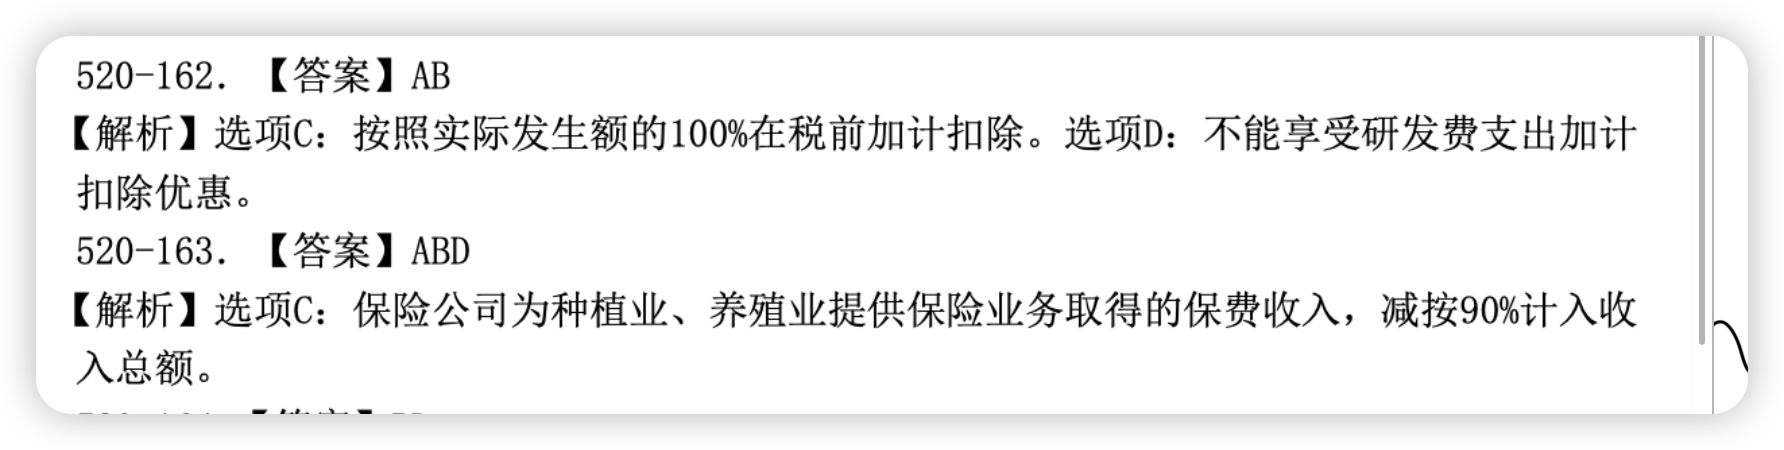 520-162. 【答案】AB
【解析】选项C：按照实际发生额的100%在税前加计扣除。选项D：不能享受研发费支出加计
扣除优惠。
520-163. 【答案】ABD
【解析】选项C：保险公司为种植业、养殖业提供保险业务取得的保费收入，减按90%计入收
入总额。